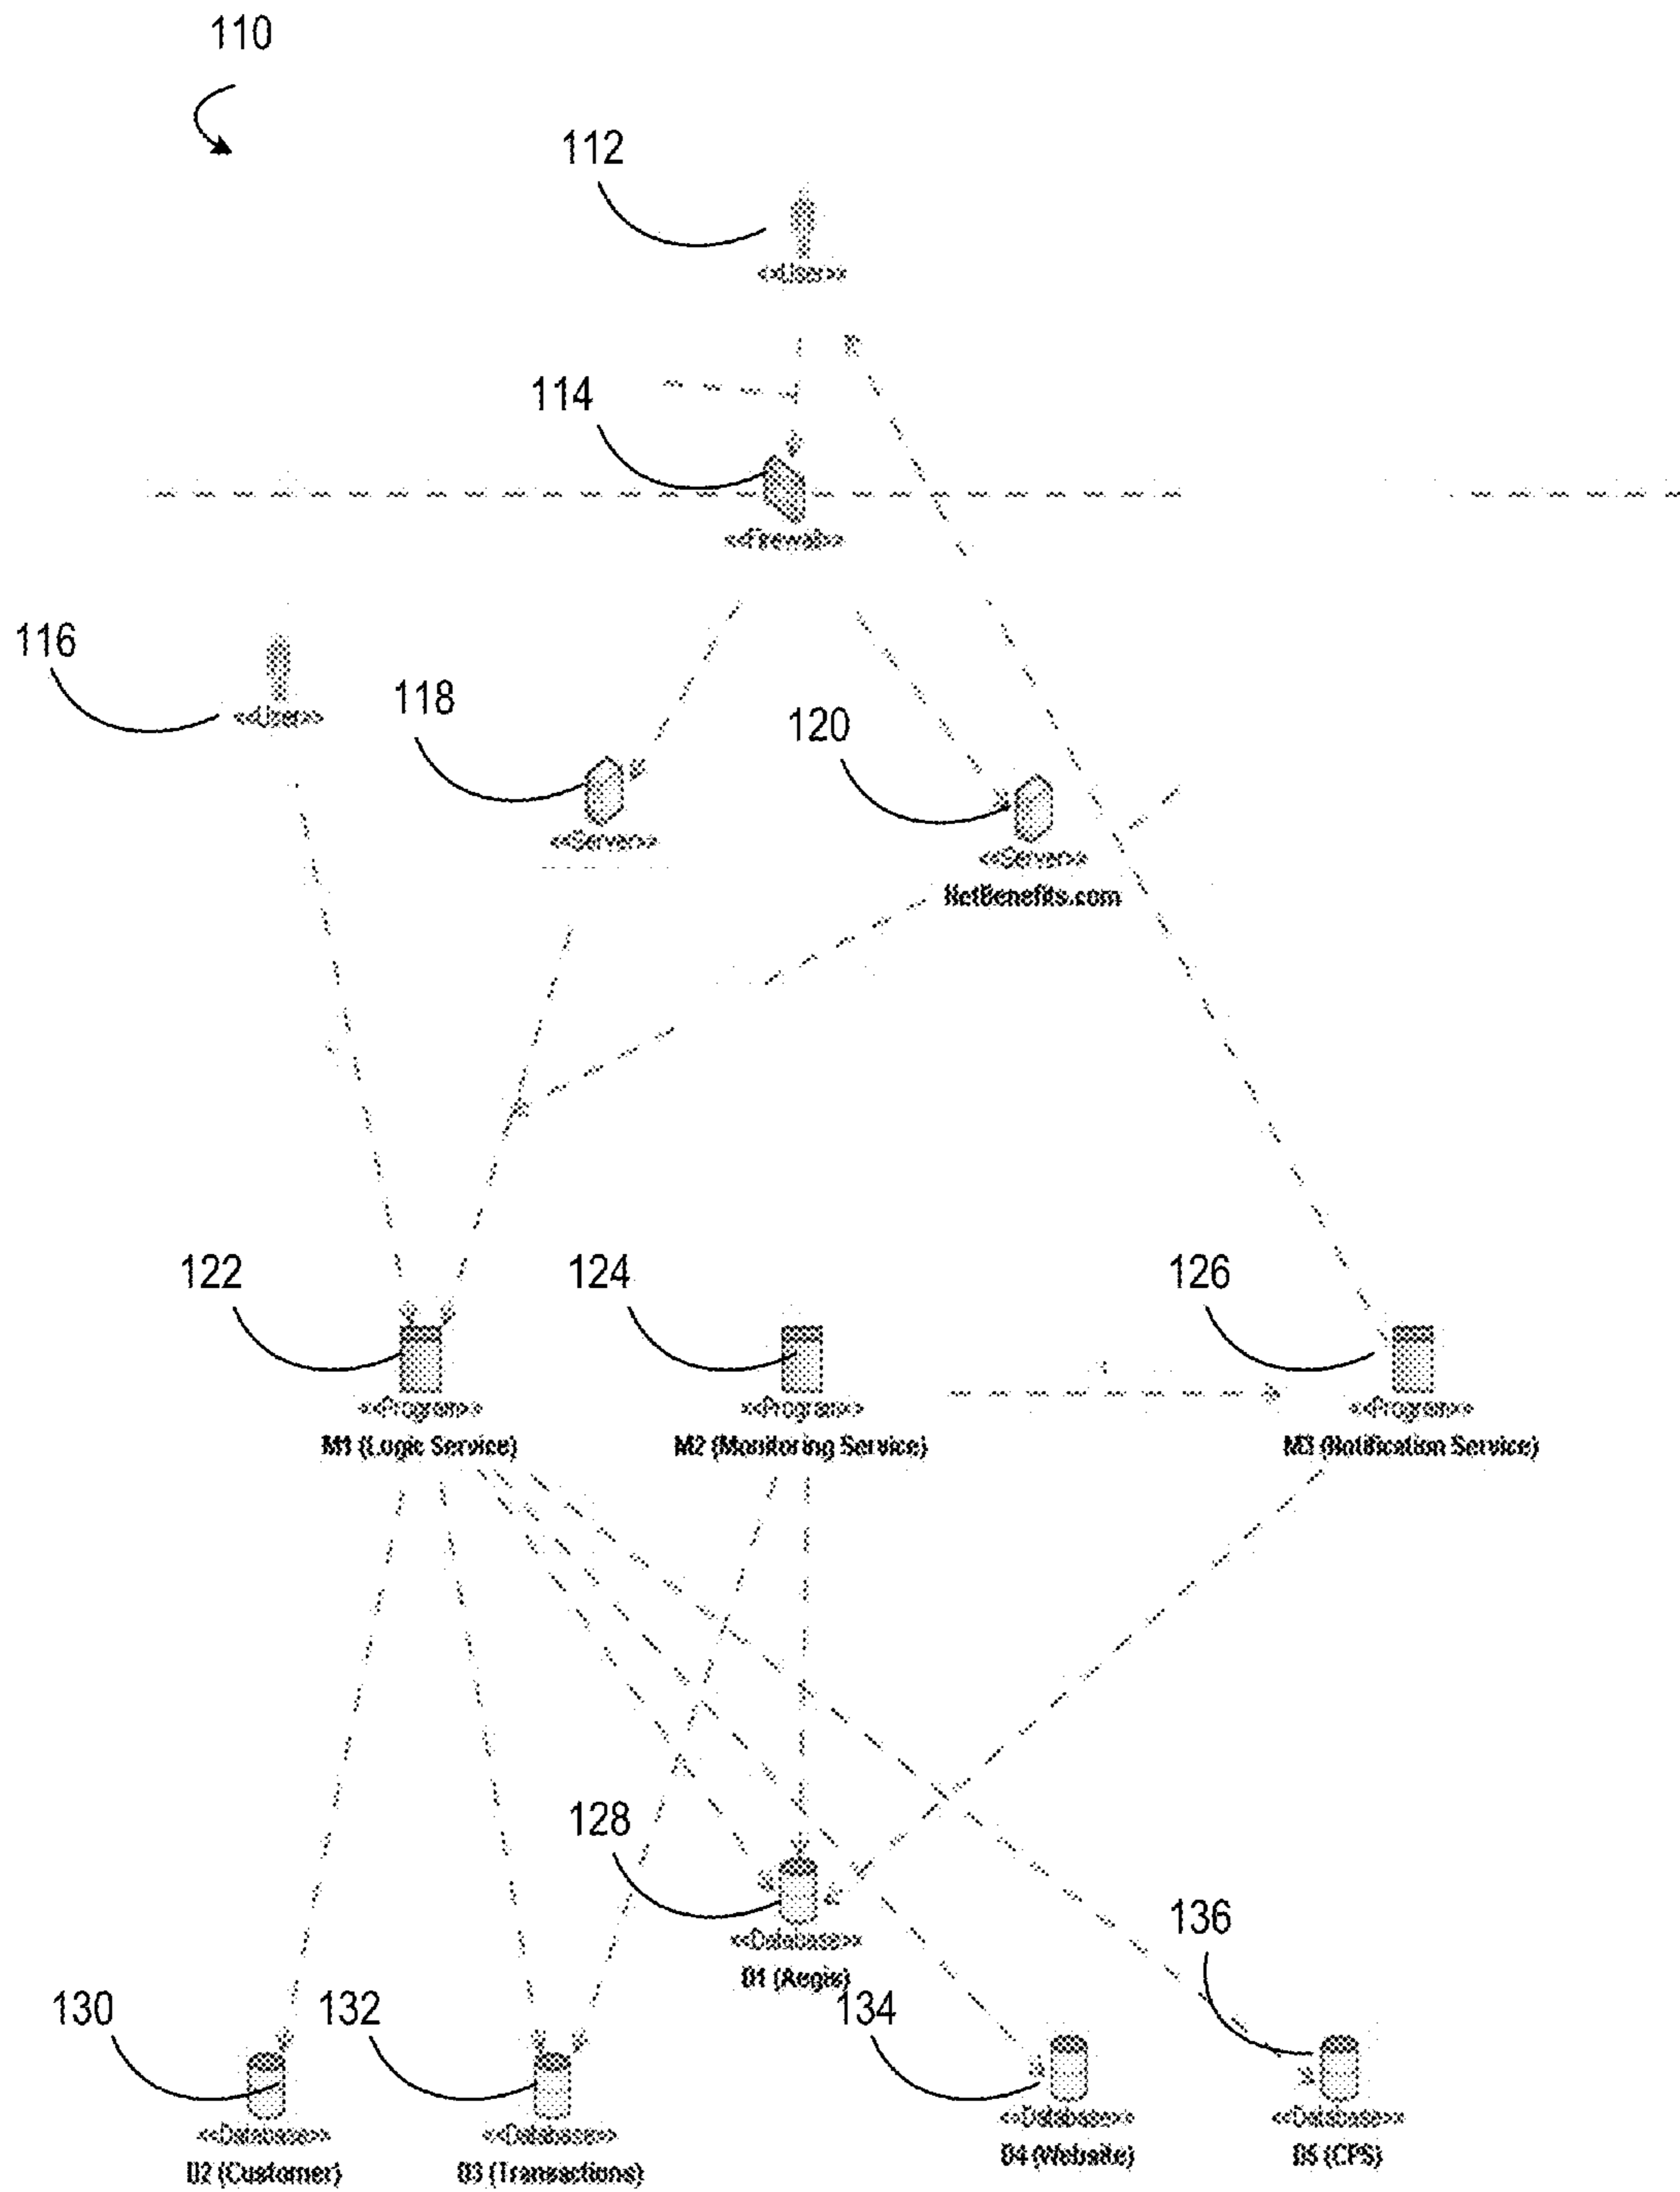 110
112
<<User>>
114
<<Firewall>>
116
<<User>>
118
<<Server>>
120
<<Server>>
NetBenefits.com
122
<<Program>>
M1 (Logic Service)
124
<<Program>>
M2 (Monitoring Service)
126
<<Program>>
M3 (Notification Service)
128
<<Database>>
D1 (Aegis)
130
<<Database>>
D2 (Customer)
132
<<Database>>
D3 (Transactions)
134
<<Database>>
D4 (Website)
136
<<Database>>
D5 (CPS)